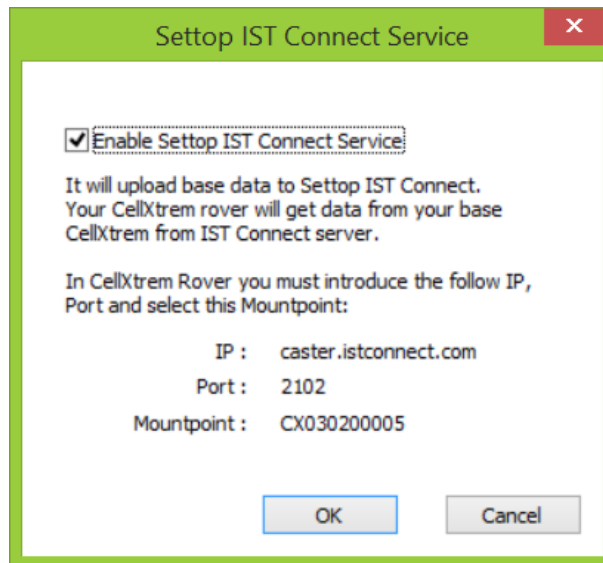 Settop IST Connect Service
Enable Settop IST Connect Service
It will upload base data to Settop IST Connect.
Your CellXtrem rover will get data from your base
CellXtrem from IST Connect server.
In CellXtrem Rover you must introduce the follow IP,
Port and select this Mountpoint:
IP : caster.istconnect.com
Port : 2102
Mountpoint : CX030200005
OK Cancel